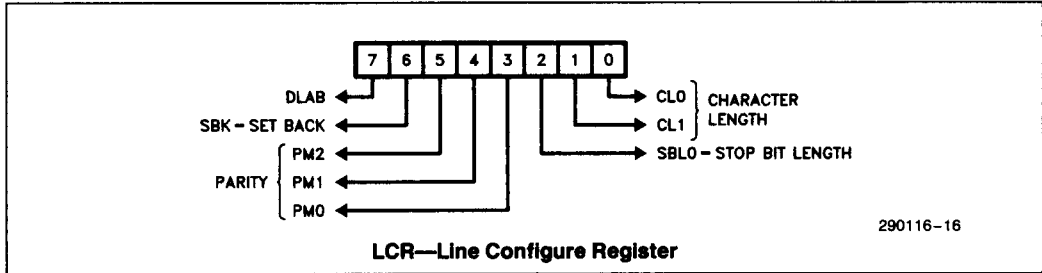 7 6 5 4 3 2 1 0
DLAB
SBK – SET BACK
PM2
PARITY
PM1
PM0
CL0
CHARACTER
LENGTH
CL1
SBL0 – STOP BIT LENGTH
290116–16
LCR—Line Configure Register